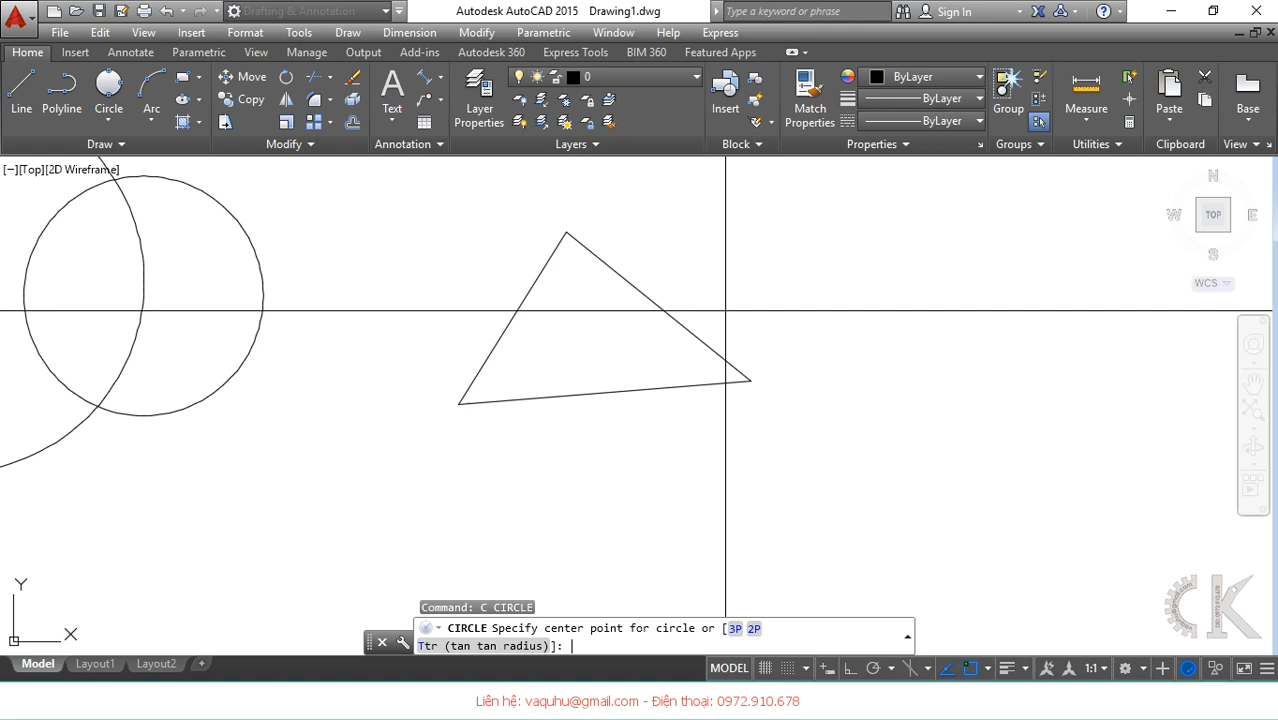 Drafting & Annotation
Autodesk AutoCAD 2015 Drawing1.dwg
Type a keyword or phrase
Sign In
File Edit View Insert Format Tools Draw Dimension Modify Parametric Window Help Express
Home Insert Annotate Parametric View Manage Output Add-ins Autodesk 360 Express Tools BIM 360 Featured Apps
Line Polyline Circle Arc
Move
Copy
Text
Layer
Properties
0
Insert
Match
Properties
ByLayer
ByLayer
ByLayer
Group
Measure
Paste
Base
Draw Modify Annotation Layers Block Properties Groups Utilities Clipboard View
[−][Top][2D Wireframe]
N
W TOP E
S
WCS
Y
X
Command: C CIRCLE
CIRCLE Specify center point for circle or [3P 2P
Ttr (tan tan radius)]:
Model Layout1 Layout2 +
MODEL
1:1
Liên hệ: vaquhu@gmail.com - Điện thoại: 0972.910.678